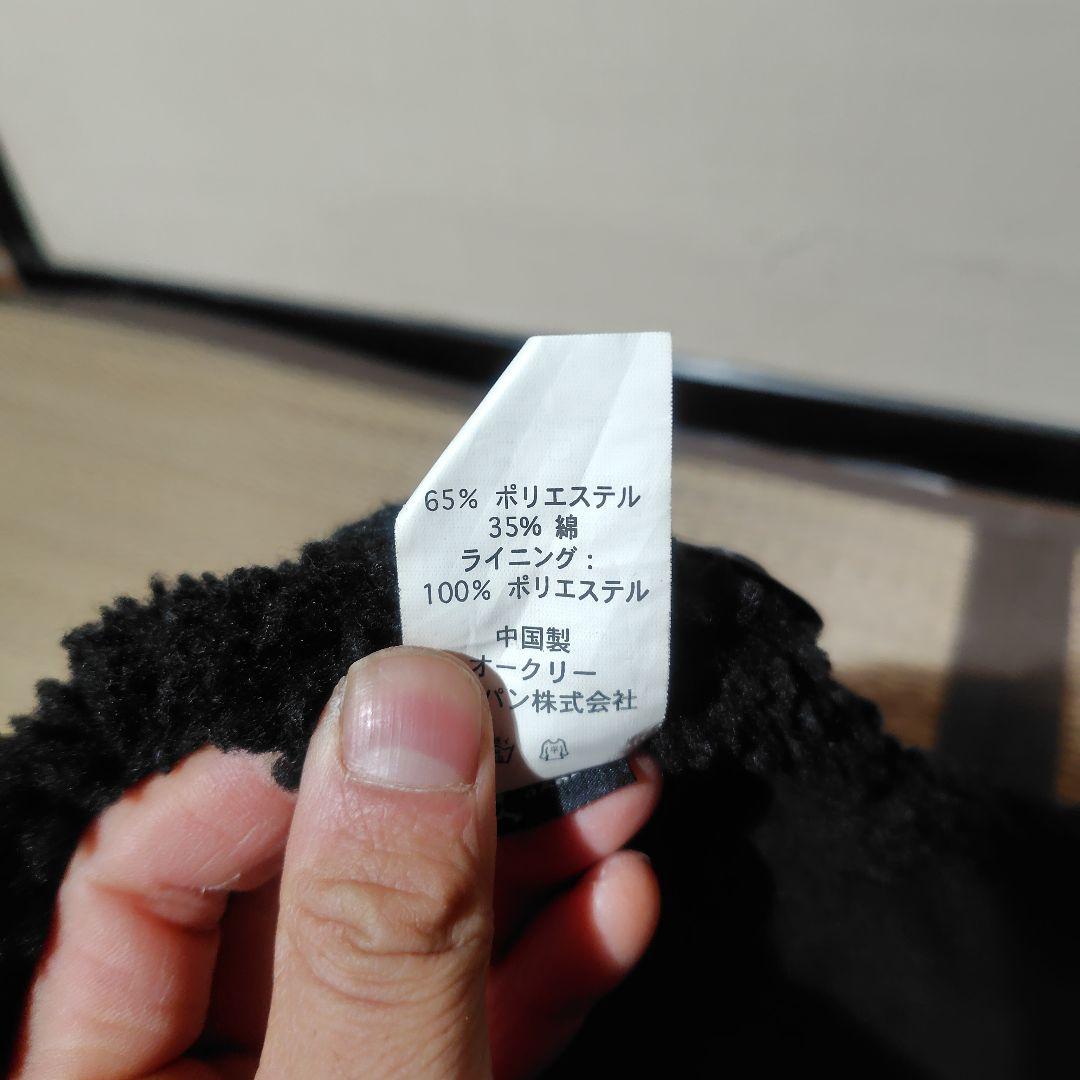 65% ポリエステル
35% 綿
ライニング:
100% ポリエステル
中国製
オークリー
パン株式会社
平